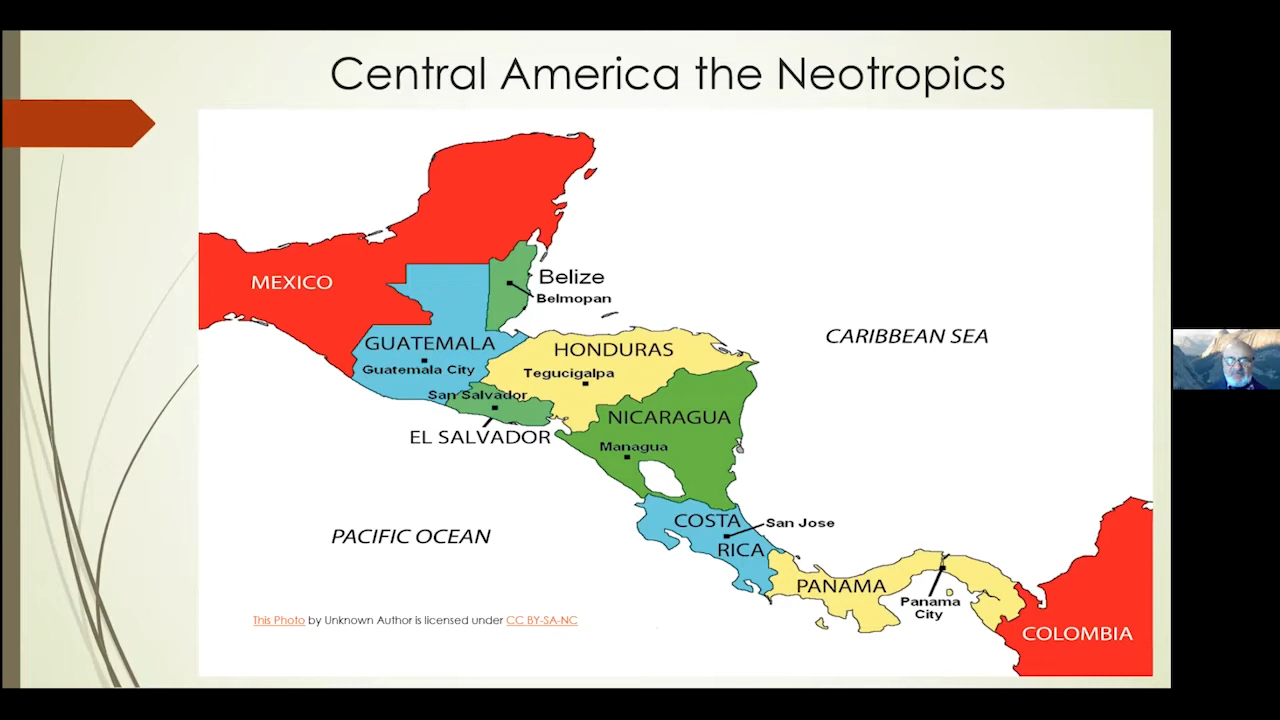 Central America the Neotropics
MEXICO
Belize
Belmopan
CARIBBEAN SEA
GUATEMALA
HONDURAS
Guatemala City
Tegucigalpa
San Salvador
NICARAGUA
EL SALVADOR
Managua
COSTA
San Jose
PACIFIC OCEAN
RICA
PANAMA
Panama
City
This Photo by Unknown Author is licensed under CC BY-SA-NC
COLOMBIA